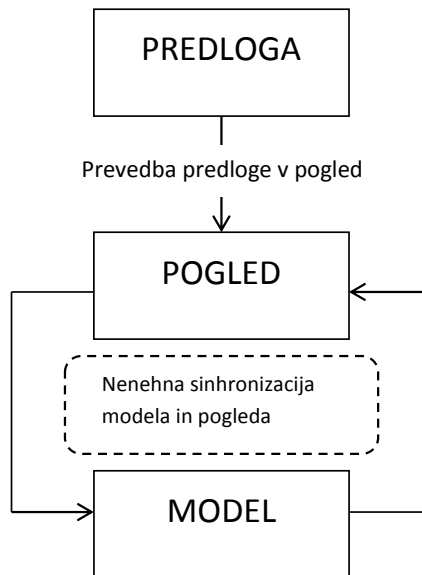 PREDLOGA
Prevedba predloge v pogled
POGLED
Nenehna sinhronizacija
modela in pogleda
MODEL